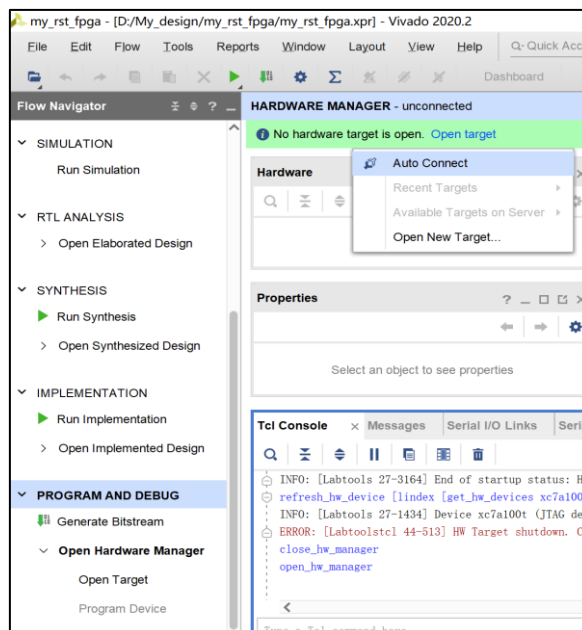 my_rst_fpga - [D:/My_design/my_rst_fpga/my_rst_fpga.xpr] - Vivado 2020.2
File Edit Flow Tools Reports Window Layout View Help Q- Quick Acc
Dashboard
Flow Navigator
SIMULATION
Run Simulation
RTL ANALYSIS
Open Elaborated Design
SYNTHESIS
Run Synthesis
Open Synthesized Design
IMPLEMENTATION
Run Implementation
Open Implemented Design
PROGRAM AND DEBUG
Generate Bitstream
Open Hardware Manager
Open Target
Program Device
HARDWARE MANAGER - unconnected
No hardware target is open. Open target
Auto Connect
Recent Targets
Available Targets on Server
Open New Target...
Hardware
Properties
Select an object to see properties
Tcl Console Messages Serial I/O Links Seri
INFO: [Labtools 27-3164] End of startup status: H
refresh_hw_device [lindex [get_hw_devices xc7a100
INFO: [Labtools 27-1434] Device xc7a100t (JTAG de
ERROR: [Labtoolstcl 44-513] HW Target shutdown. C
close_hw_manager
open_hw_manager
Type a Tcl command here